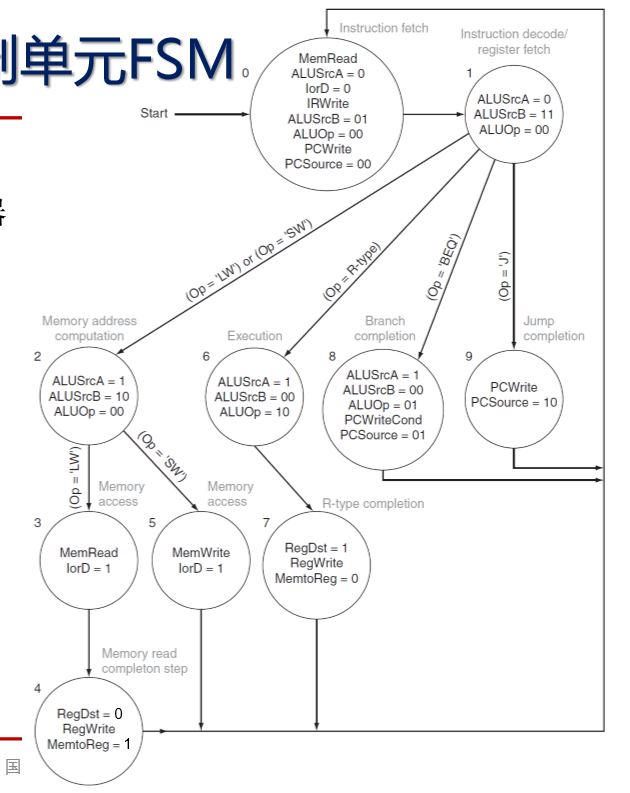 制单元FSM
器
Start
Instruction fetch
0
MemRead
ALUSrcA = 0
IorD = 0
IRWrite
ALUSrcB = 01
ALUOp = 00
PCWrite
PCSource = 00
Instruction decode/
register fetch
1
ALUSrcA = 0
ALUSrcB = 11
ALUOp = 00
(Op = 'LW') or (Op = 'SW')
(Op = R-type)
(Op = 'BEQ')
(Op = 'J')
Memory address
computation
2
ALUSrcA = 1
ALUSrcB = 10
ALUOp = 00
Execution
6
ALUSrcA = 1
ALUSrcB = 00
ALUOp = 10
Branch
completion
8
ALUSrcA = 1
ALUSrcB = 00
ALUOp = 01
PCWriteCond
PCSource = 01
Jump
completion
9
PCWrite
PCSource = 10
(Op = 'LW')
(Op = 'SW')
Memory
access
3
MemRead
IorD = 1
Memory
access
5
MemWrite
IorD = 1
R-type completion
7
RegDst = 1
RegWrite
MemtoReg = 0
Memory read
completon step
4
RegDst = 0
RegWrite
MemtoReg = 1
国